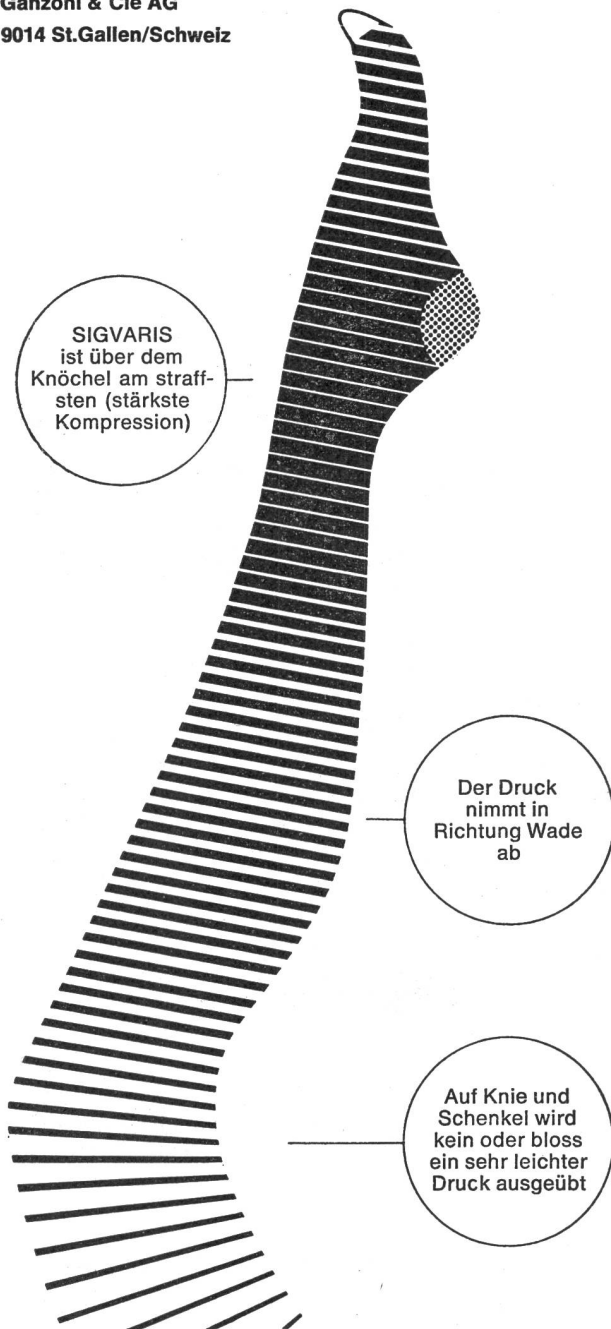 Ganzoni & Cie AG
9014 St.Gallen/Schweiz
SIGVARIS
ist über dem
Knöchel am straff-
sten (stärkste
Kompression)
Der Druck
nimmt in
Richtung Wade
ab
Auf Knie und
Schenkel wird
kein oder bloss
ein sehr leichter
Druck ausgeübt